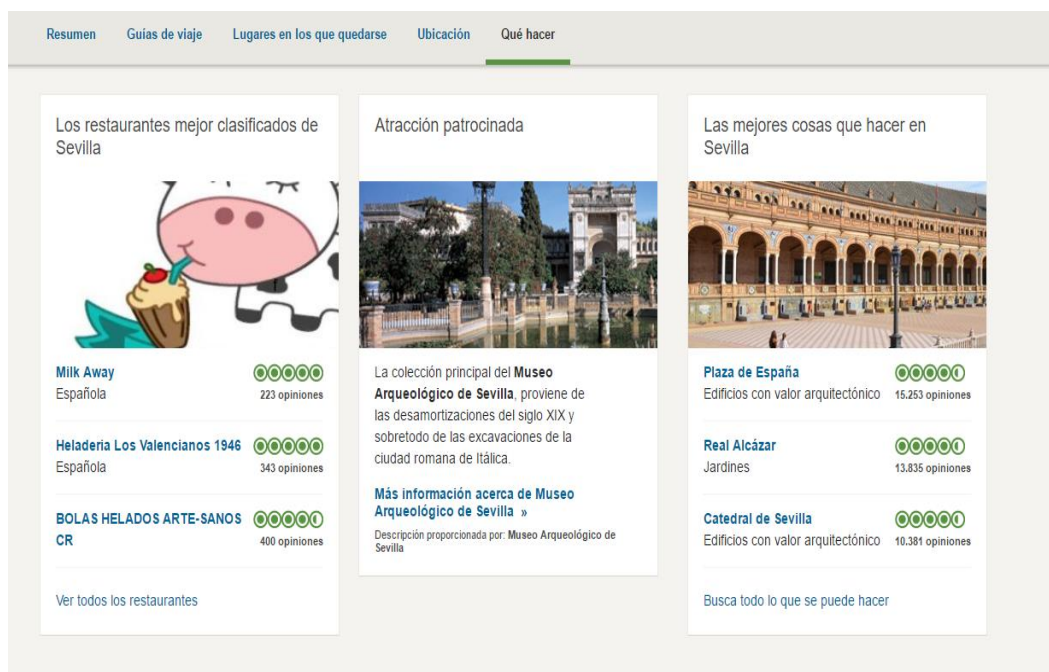 Resumen Guías de viaje Lugares en los que quedarse Ubicación Qué hacer
Los restaurantes mejor clasificados de
Sevilla
Milk Away
Española 223 opiniones
Heladeria Los Valencianos 1946
Española 343 opiniones
BOLAS HELADOS ARTE-SANOS
CR 400 opiniones
Ver todos los restaurantes
Atracción patrocinada
La colección principal del Museo
Arqueológico de Sevilla, proviene de
las desamortizaciones del siglo XIX y
sobretodo de las excavaciones de la
ciudad romana de Itálica.
Más información acerca de Museo
Arqueológico de Sevilla »
Descripción proporcionada por: Museo Arqueológico de
Sevilla
Las mejores cosas que hacer en
Sevilla
Plaza de España
Edificios con valor arquitectónico 15.253 opiniones
Real Alcázar
Jardines 13.835 opiniones
Catedral de Sevilla
Edificios con valor arquitectónico 10.381 opiniones
Busca todo lo que se puede hacer